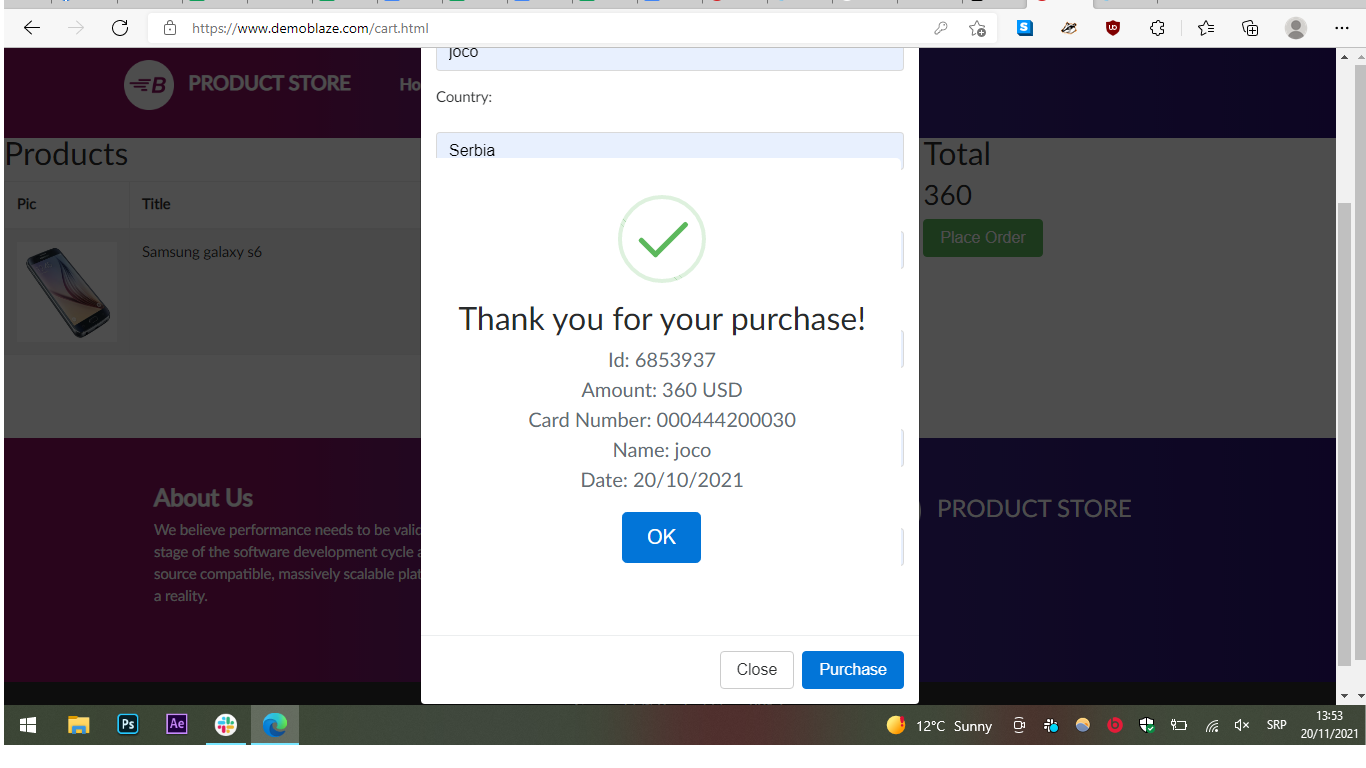 https://www.demoblaze.com/cart.html
PRODUCT STORE
Ho
joco
Country:
Serbia
Products
Pic
Title
Samsung galaxy s6
Total
360
Place Order
Thank you for your purchase!
Id: 6853937
Amount: 360 USD
Card Number: 000444200030
Name: joco
Date: 20/10/2021
OK
Close
Purchase
About Us
We believe performance needs to be valid
stage of the software development cycle a
source compatible, massively scalable plat
a reality.
PRODUCT STORE
Ps
Ae
12°C Sunny
SRP
13:53
20/11/2021